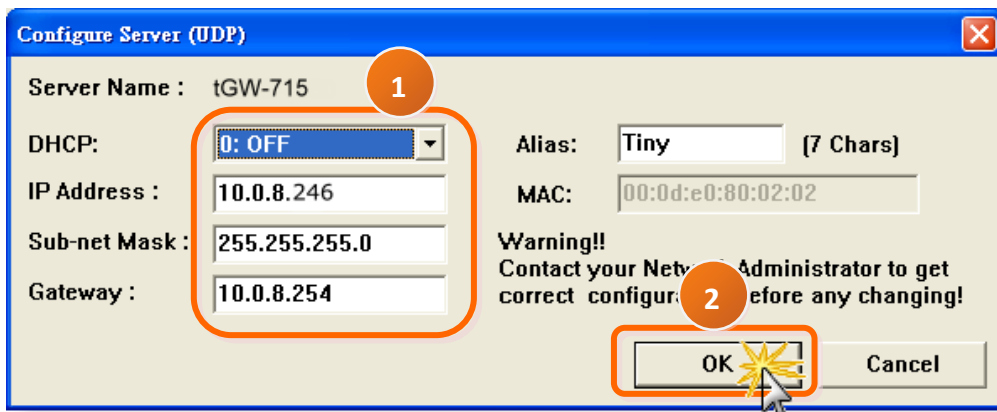 Configure Server (UDP)
Server Name : tGW-715
1
DHCP: 0: OFF
Alias: Tiny (7 Chars)
IP Address : 10.0.8.246
MAC: 00:0d:e0:80:02:02
Sub-net Mask : 255.255.255.0
Gateway : 10.0.8.254
Warning!!
Contact your Administrator to get
correct before any changing!
2
OK
Cancel